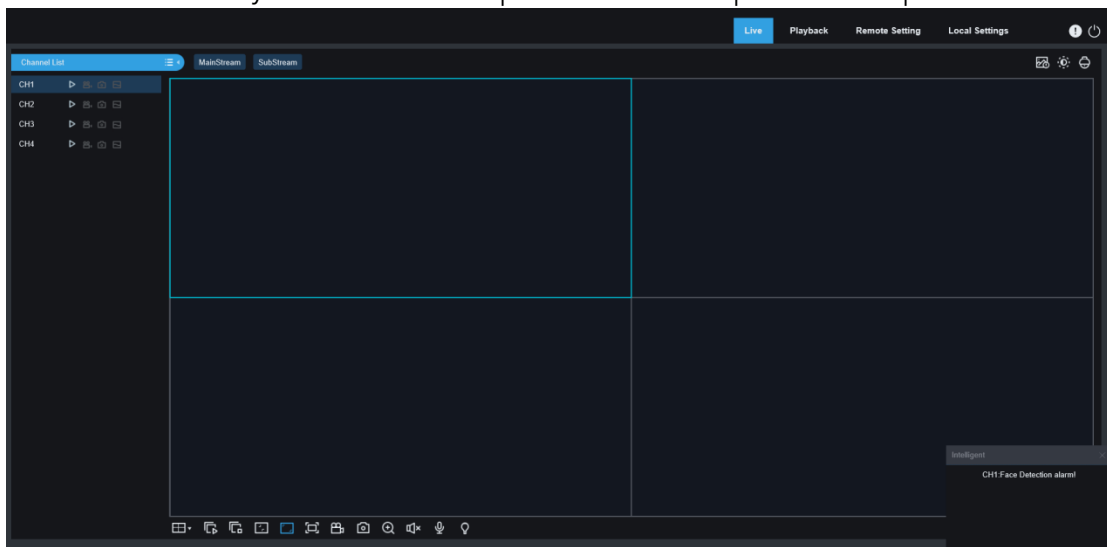 Live Playback Remote Setting Local Settings
Channel List MainStream SubStream
CH1
CH2
CH3
CH4
Intelligent
CH1:Face Detection alarm!